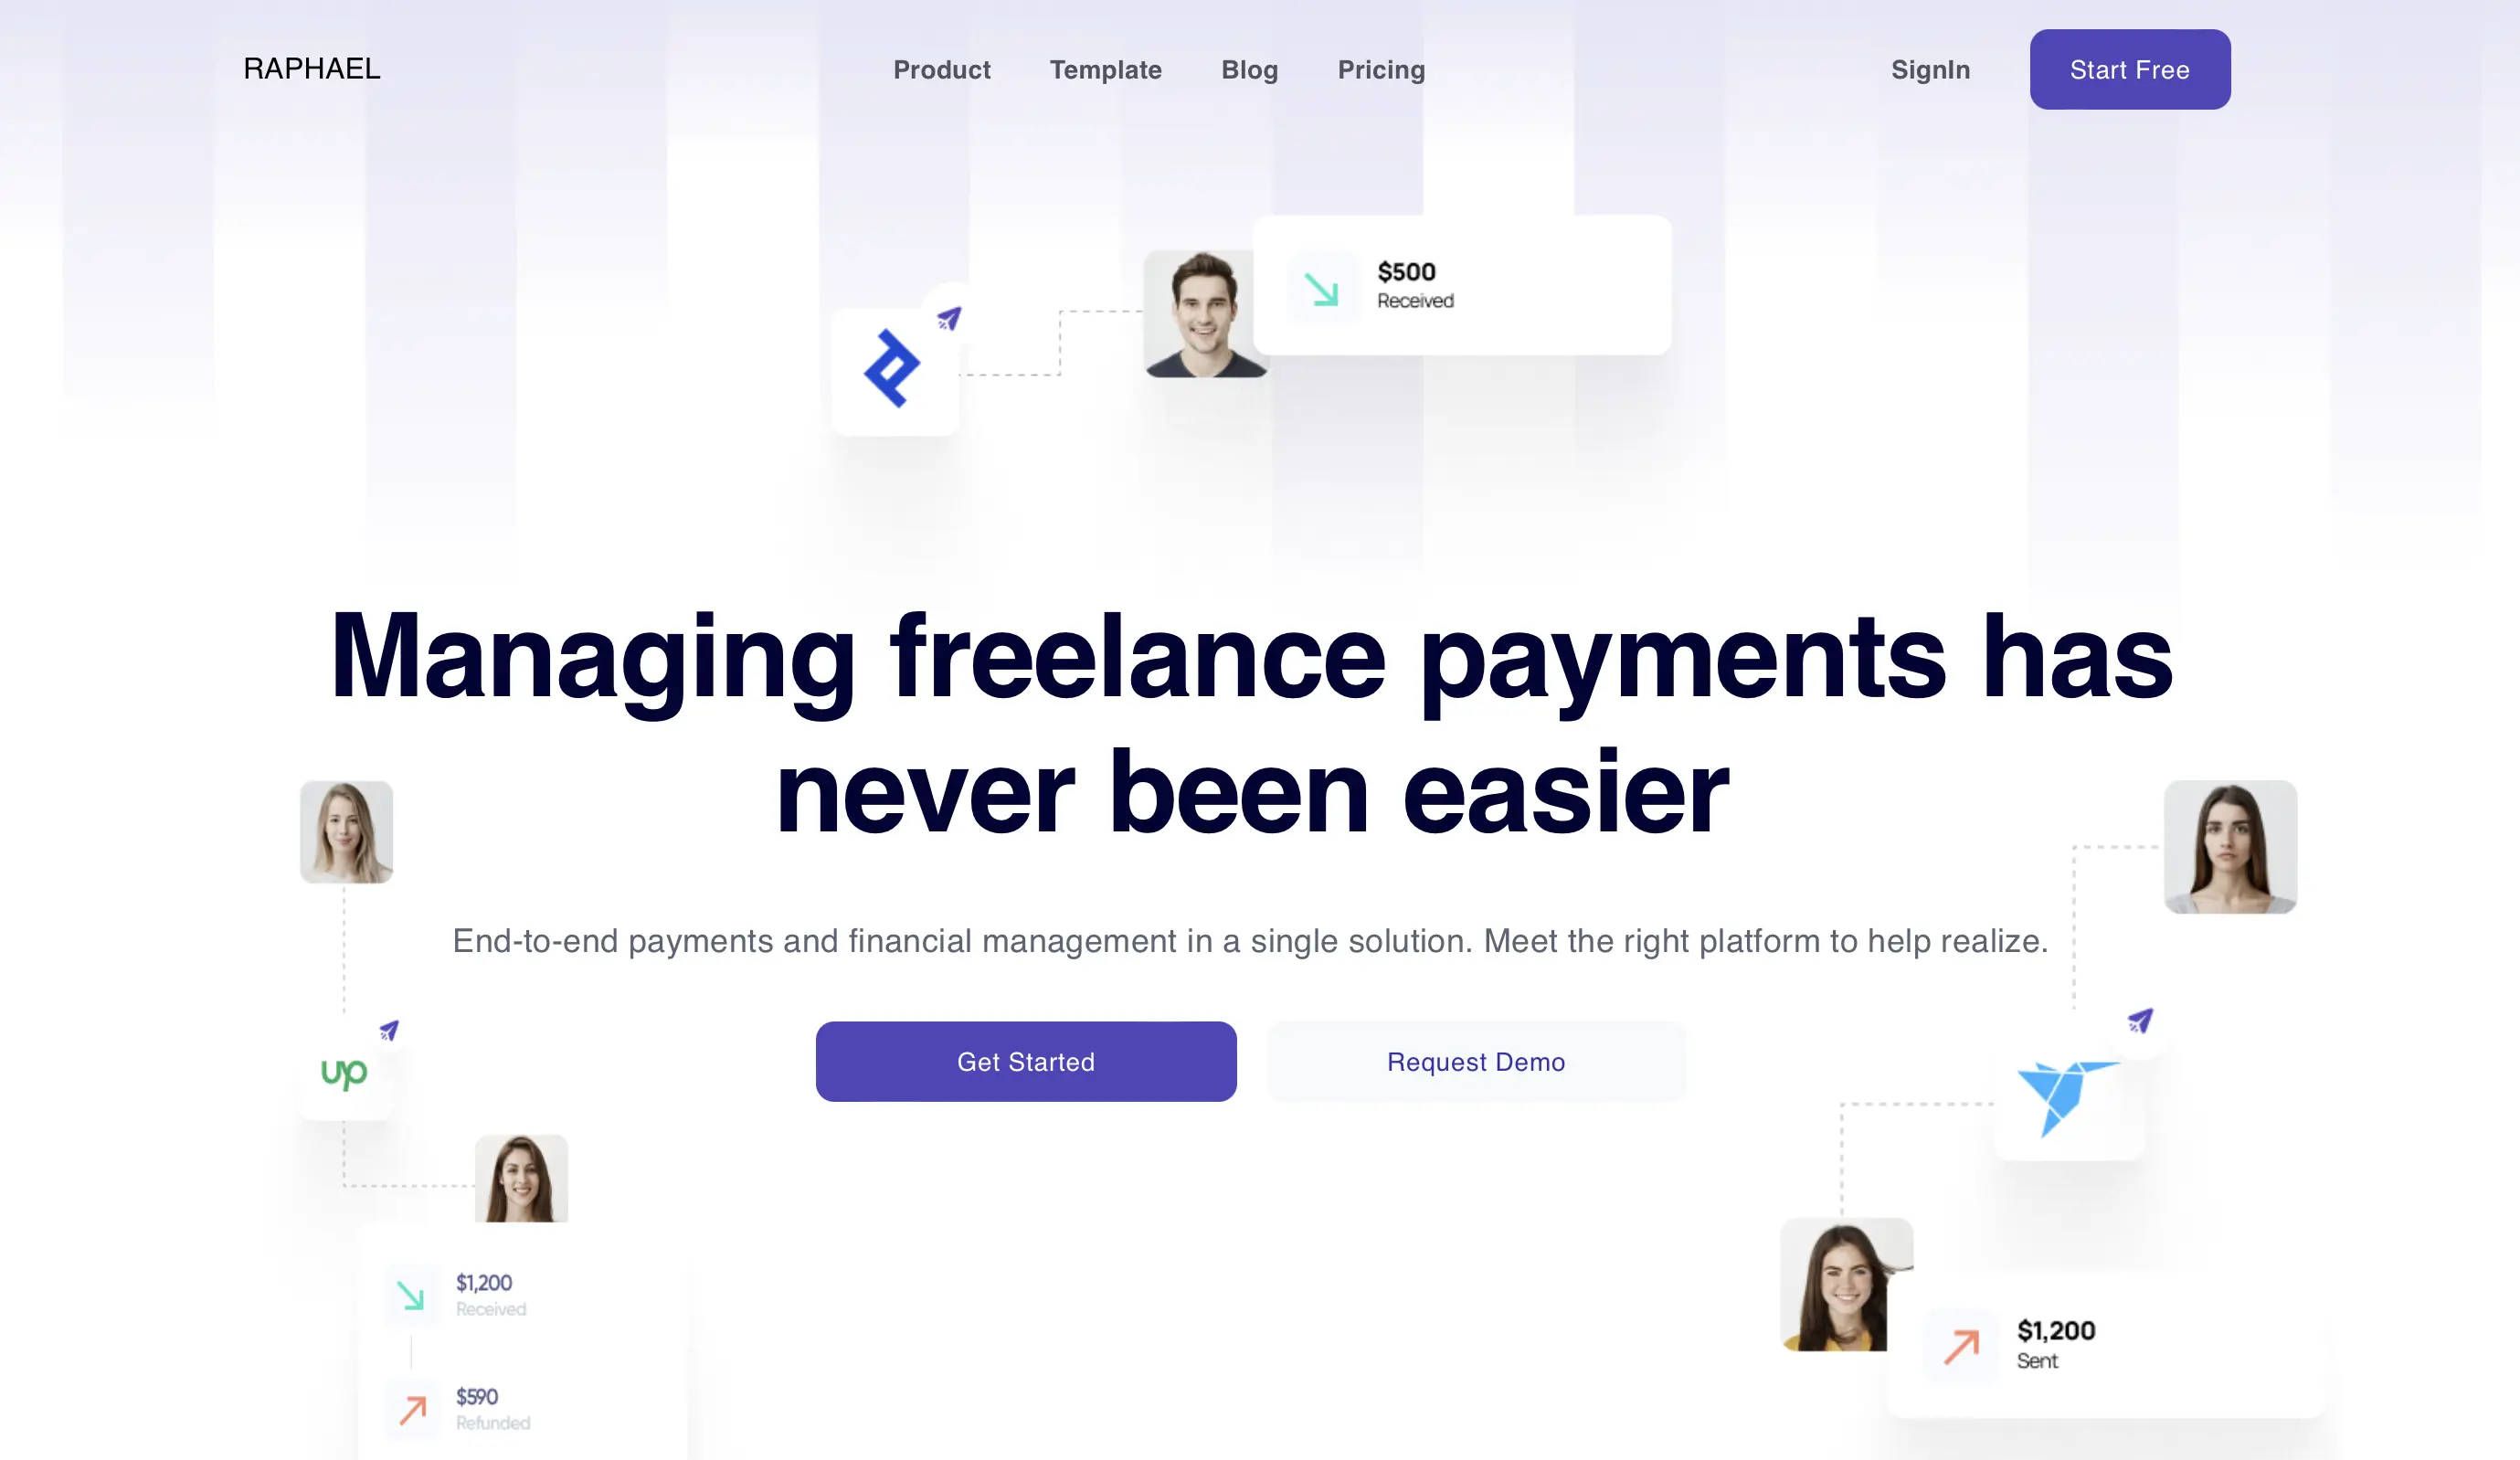 RAPHAEL
Product
Template
Blog
Pricing
SignIn
Start Free
$500
Received
Managing freelance payments has
never been easier
End-to-end payments and financial management in a single solution. Meet the right platform to help realize.
Get Started
Request Demo
up
$1,200
Received
$590
Refunded
$1,200
Sent